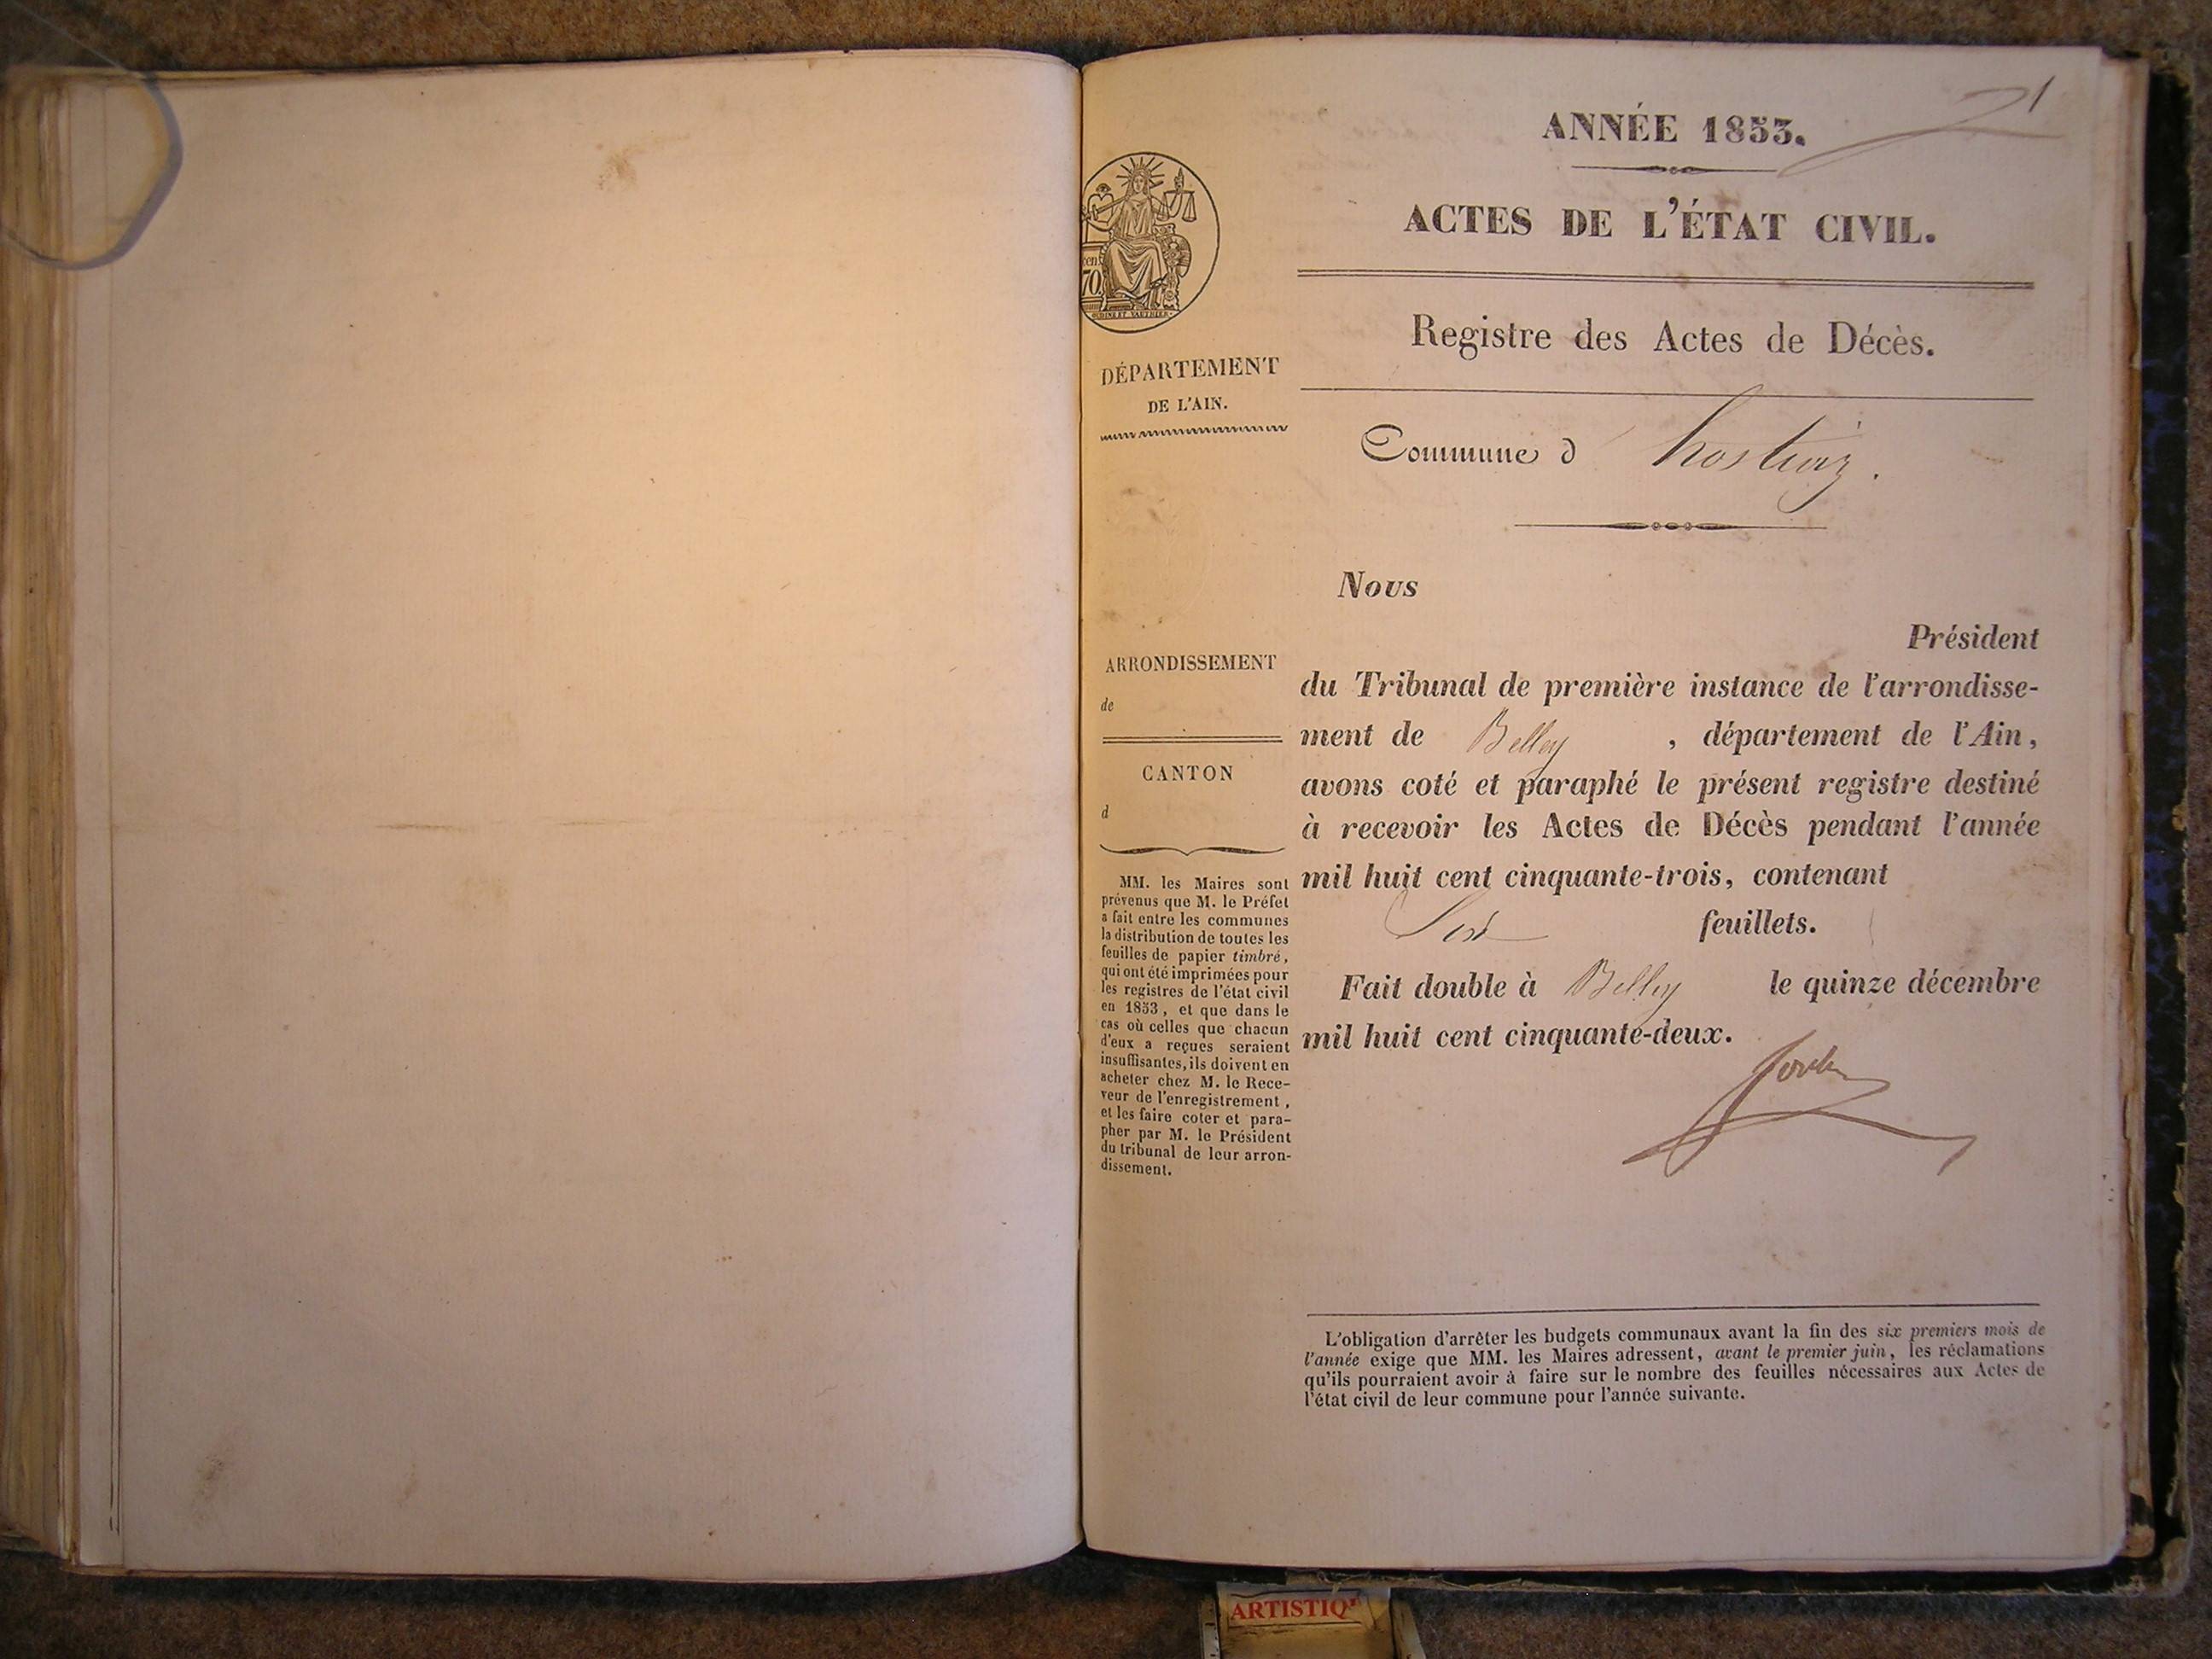 1
ANNÉE 1853.
ACTES DE L'ÉTAT CIVIL.
Registre des Actes de Décès.
Commune d hostiaz.
cen.
70
OUDINE ET VAUTHIER
DÉPARTEMENT
DE L'AIN.
ARRONDISSEMENT
de
CANTON
d
MM. les Maires sont
prévenus que M. le Préfet
a fait entre les communes
la distribution de toutes les
feuilles de papier timbré,
qui ont été imprimées pour
les registres de l'état civil
en 1853, et que dans le
cas où celles que chacun
d'eux a reçues seraient
insuffisantes, ils doivent en
acheter chez M. le Rece-
veur de l'enregistrement,
et les faire coter et para-
pher par M. le Président
du tribunal de leur arron-
dissement.
Nous
Président
du Tribunal de première instance de l'arrondisse-
ment de Belley , département de l'Ain,
avons coté et paraphé le présent registre destiné
à recevoir les Actes de Décès pendant l'année
mil huit cent cinquante-trois, contenant
feuillets.
Fait double à Belley le quinze décembre
mil huit cent cinquante-deux.
L'obligation d'arrêter les budgets communaux avant la fin des six premiers mois de
l'année exige que MM. les Maires adressent, avant le premier juin, les réclamations
qu'ils pourraient avoir à faire sur le nombre des feuilles nécessaires aux Actes de
l'état civil de leur commune pour l'année suivante.
ARTISTIQ